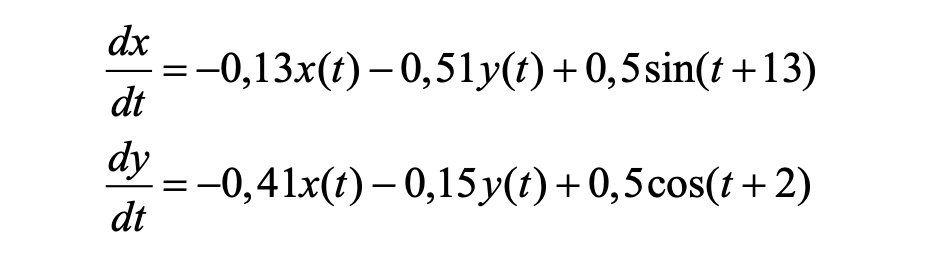 dx/dt = −0,13x(t) − 0,51y(t) + 0,5sin(t + 13)
dy/dt = −0,41x(t) − 0,15y(t) + 0,5cos(t + 2)